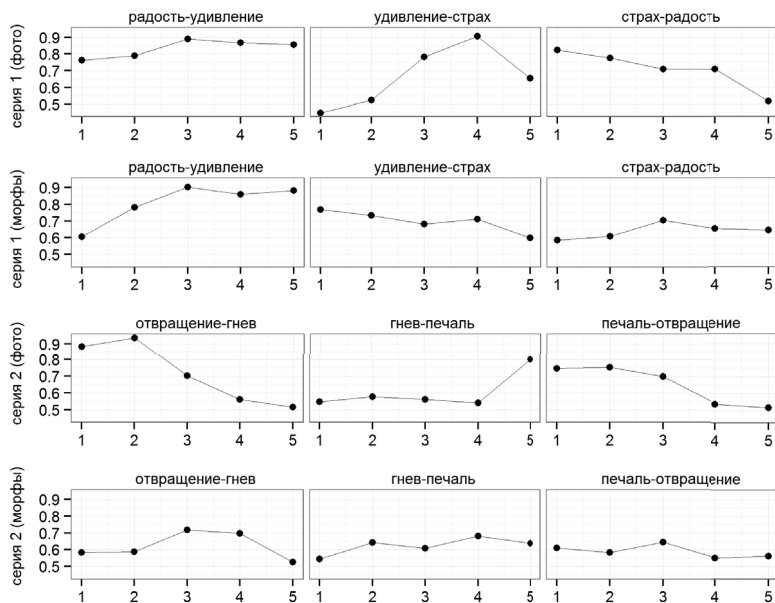 радость-удивление удивление-страх страх-радость
серия 1 (фото)
0.9
0.8
0.7
0.6
0.5
1 2 3 4 5 1 2 3 4 5 1 2 3 4 5
радость-удивление удивление-страх страх-радость
серия 1 (морфы)
0.9
0.8
0.7
0.6
0.5
1 2 3 4 5 1 2 3 4 5 1 2 3 4 5
отвращение-гнев гнев-печаль печаль-отвращение
серия 2 (фото)
0.9
0.8
0.7
0.6
0.5
1 2 3 4 5 1 2 3 4 5 1 2 3 4 5
отвращение-гнев гнев-печаль печаль-отвращение
серия 2 (морфы)
0.9
0.8
0.7
0.6
0.5
1 2 3 4 5 1 2 3 4 5 1 2 3 4 5